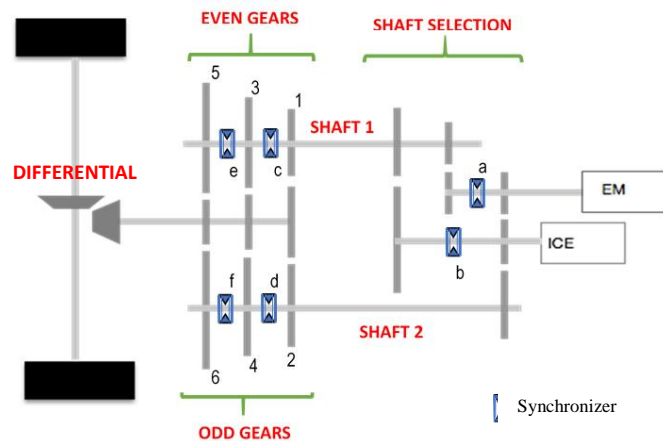 EVEN GEARS
SHAFT SELECTION
5
3
1
SHAFT 1
e
c
a
DIFFERENTIAL
EM
b
ICE
f
d
SHAFT 2
6
4
2
Synchronizer
ODD GEARS